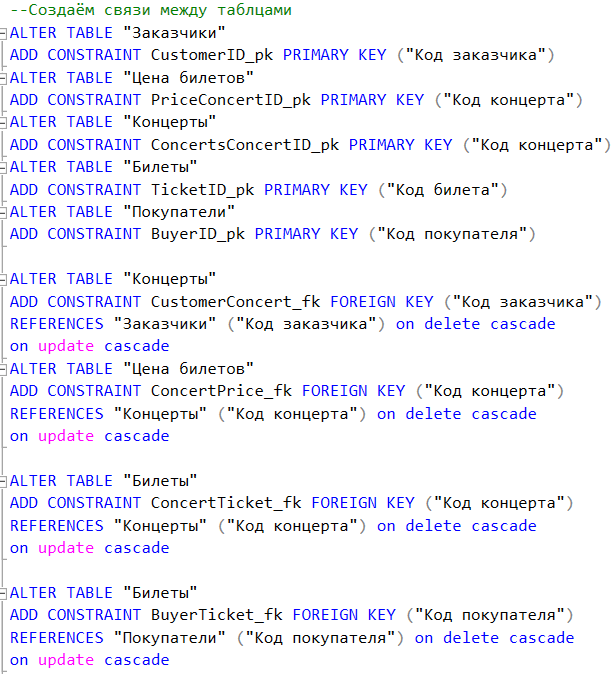 --Создаём связи между таблцами
ALTER TABLE "Заказчики"
ADD CONSTRAINT CustomerID_pk PRIMARY KEY ("Код заказчика")
ALTER TABLE "Цена билетов"
ADD CONSTRAINT PriceConcertID_pk PRIMARY KEY ("Код концерта")
ALTER TABLE "Концерты"
ADD CONSTRAINT ConcertsConcertID_pk PRIMARY KEY ("Код концерта")
ALTER TABLE "Билеты"
ADD CONSTRAINT TicketID_pk PRIMARY KEY ("Код билета")
ALTER TABLE "Покупатели"
ADD CONSTRAINT BuyerID_pk PRIMARY KEY ("Код покупателя")
ALTER TABLE "Концерты"
ADD CONSTRAINT CustomerConcert_fk FOREIGN KEY ("Код заказчика")
REFERENCES "Заказчики" ("Код заказчика") on delete cascade
on update cascade
ALTER TABLE "Цена билетов"
ADD CONSTRAINT ConcertPrice_fk FOREIGN KEY ("Код концерта")
REFERENCES "Концерты" ("Код концерта") on delete cascade
on update cascade
ALTER TABLE "Билеты"
ADD CONSTRAINT ConcertTicket_fk FOREIGN KEY ("Код концерта")
REFERENCES "Концерты" ("Код концерта") on delete cascade
on update cascade
ALTER TABLE "Билеты"
ADD CONSTRAINT BuyerTicket_fk FOREIGN KEY ("Код покупателя")
REFERENCES "Покупатели" ("Код покупателя") on delete cascade
on update cascade